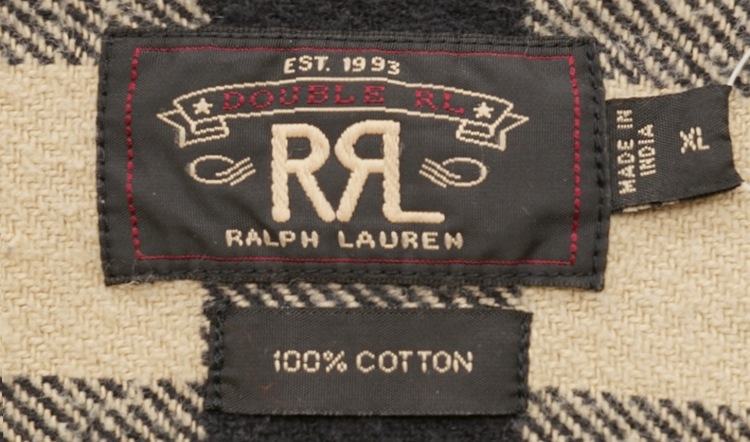 EST. 1993
DOUBLE RL
RRL
RALPH LAUREN
MADE IN
INDIA
XL
100% COTTON